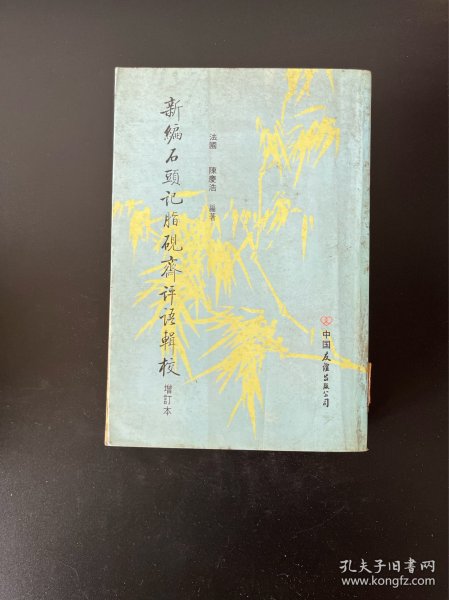 新編石頭記脂硯齋評語輯校
增訂本
法國 陳慶浩 編著
中国友谊出版公司
孔夫子旧书网
www.kongfz.com